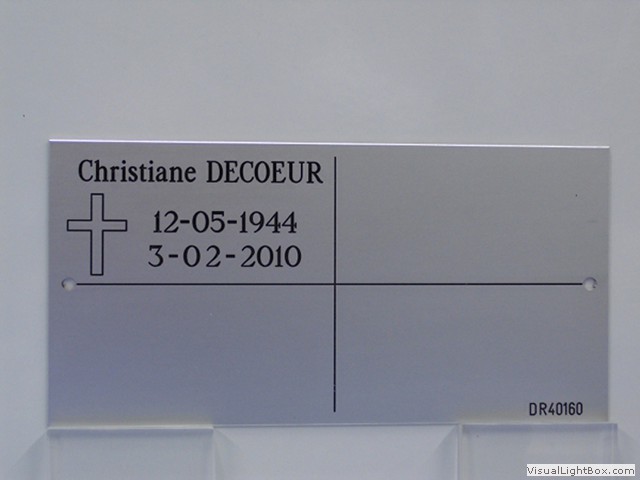 Christiane DECOEUR
12-05-1944
3-02-2010
DR40160
VisualLightBox.com